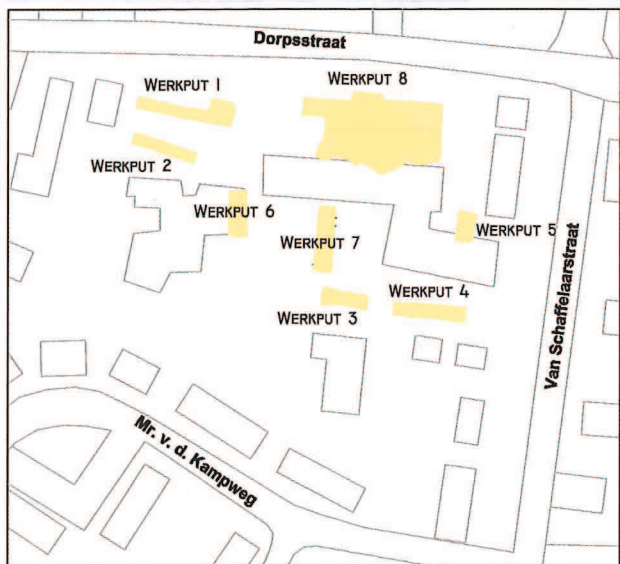 Dorpsstraat
WERKPUT 1
WERKPUT 8
WERKPUT 2
WERKPUT 6
WERKPUT 7
WERKPUT 5
WERKPUT 4
WERKPUT 3
Van Schaffelaarstraat
Mr. v. d. Kampweg